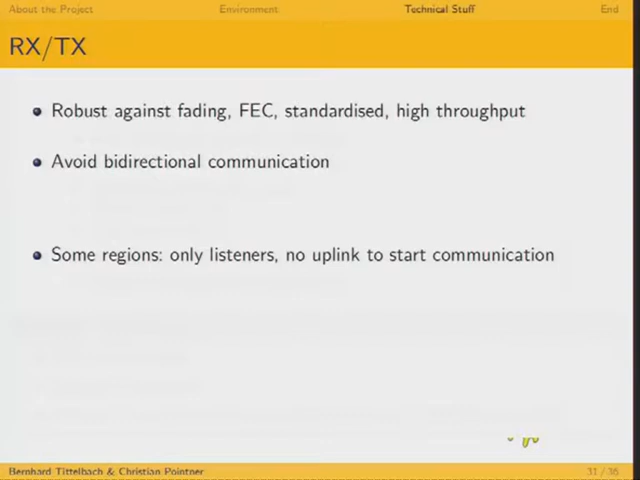 About the Project Environment Technical Stuff End
RX/TX
Robust against fading, FEC, standardised, high throughput
Avoid bidirectional communication
Some regions: only listeners, no uplink to start communication
Bernhard Tittelbach & Christian Pointner 31 / 36